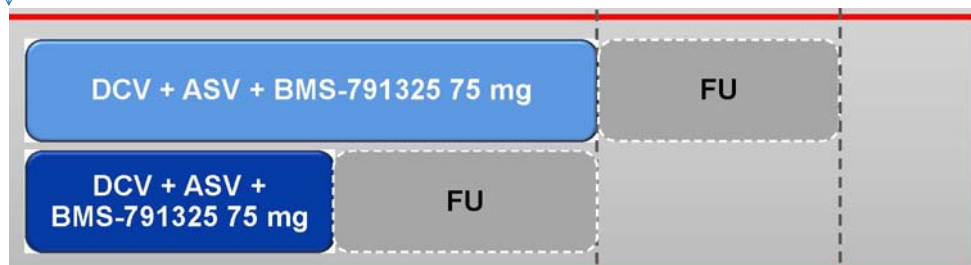 DCV + ASV + BMS-791325 75 mg
FU
DCV + ASV +
BMS-791325 75 mg
FU